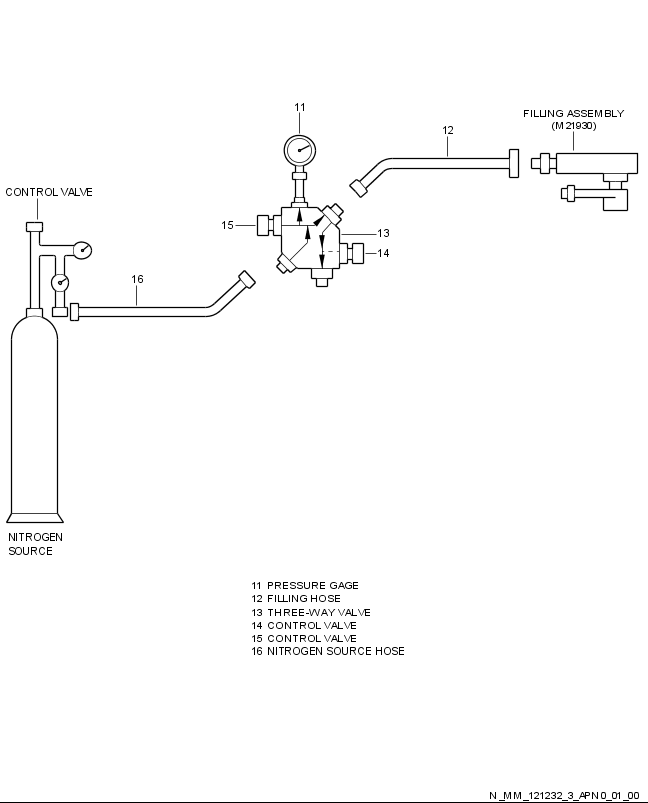 11
FILLING ASSEMBLY
(M21930)
12
CONTROL VALVE
15
13
14
16
NITROGEN
SOURCE
11 PRESSURE GAGE
12 FILLING HOSE
13 THREE-WAY VALVE
14 CONTROL VALVE
15 CONTROL VALVE
16 NITROGEN SOURCE HOSE
N_MM_121232_3_APN0_01_00